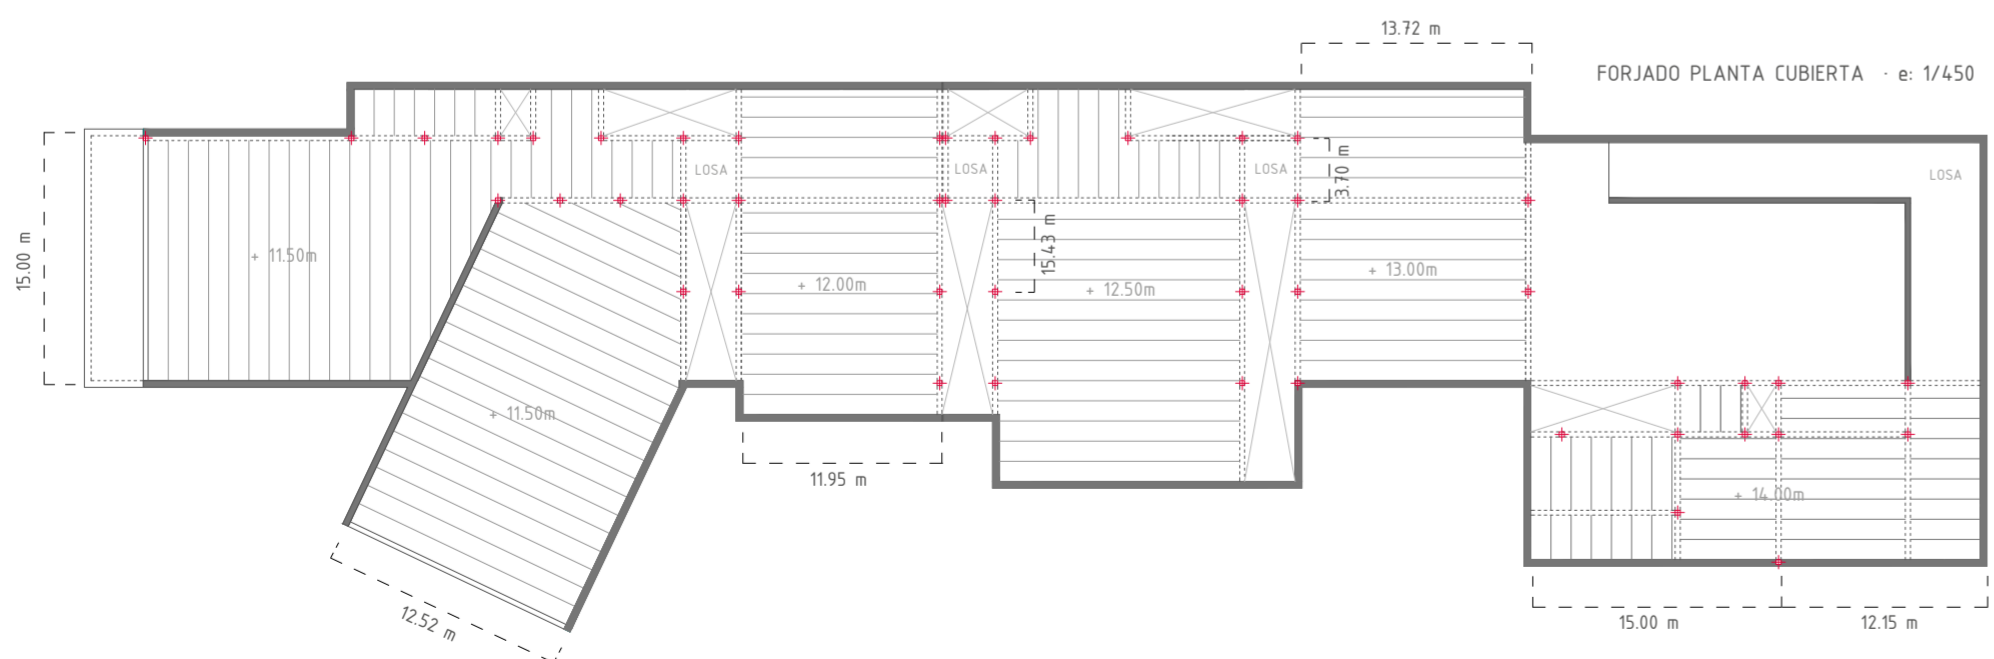 13.72 m
FORJADO PLANTA CUBIERTA · e: 1/450
LOSA
LOSA
LOSA
3.70 m
LOSA
15.00 m
+ 11.50m
15.43 m
+ 12.00m
+ 12.50m
+ 13.00m
+ 11.50m
11.95 m
+ 14.00m
12.52 m
15.00 m
12.15 m